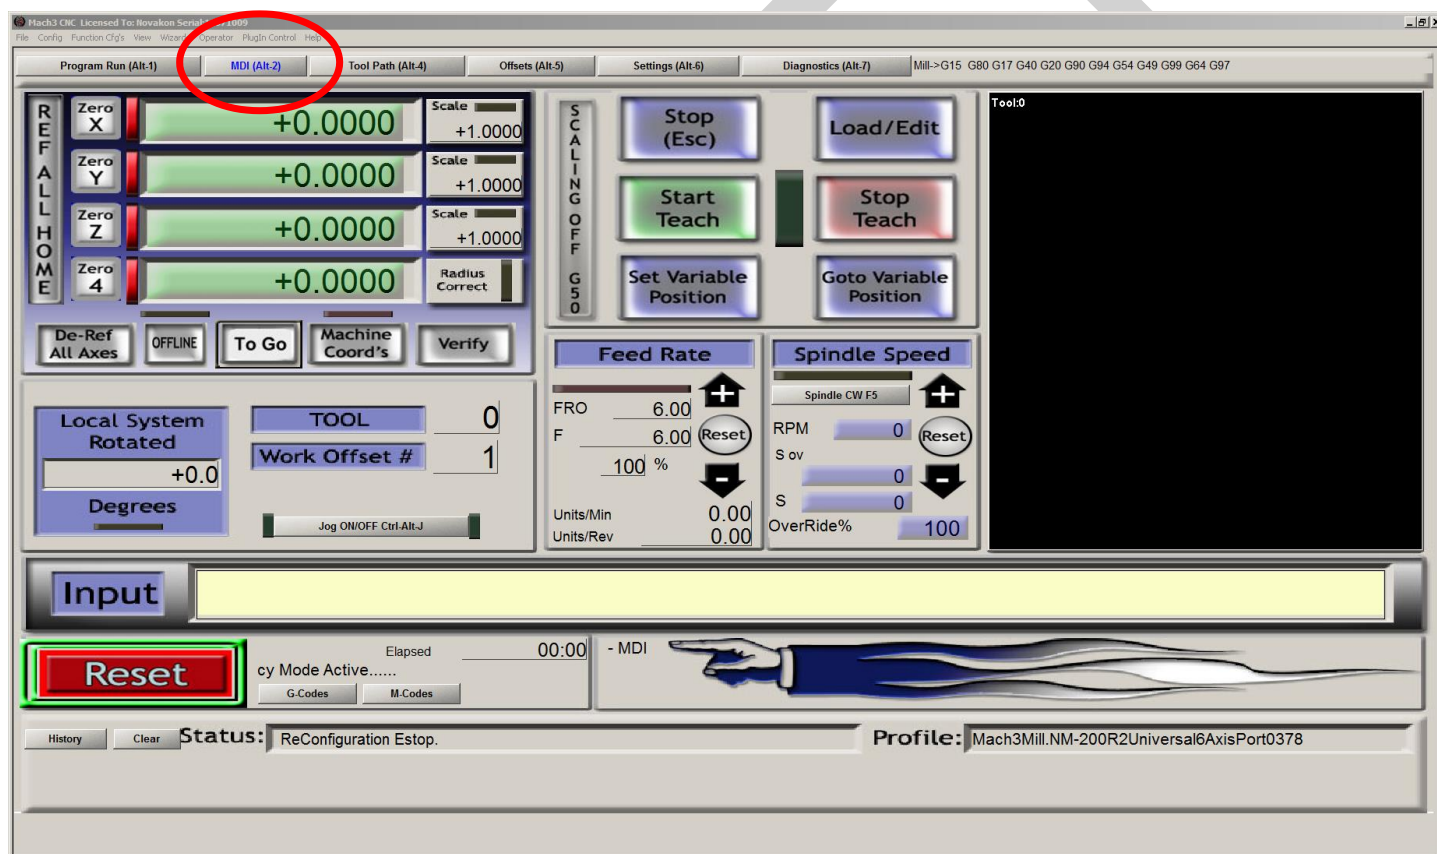 Mach3 CNC Licensed To: Novakon Serial
File Config Function Cfg's View Wizards Operator PlugIn Control Help
Program Run (Alt-1) MDI (Alt-2) Tool Path (Alt-4) Offsets (Alt-5) Settings (Alt-6) Diagnostics (Alt-7) Mill->G15 G80 G17 G40 G20 G90 G94 G54 G49 G99 G64 G97
REF ALL HOME
Zero X +0.0000 Scale +1.0000
Zero Y +0.0000 Scale +1.0000
Zero Z +0.0000 Scale +1.0000
Zero 4 +0.0000 Radius Correct
De-Ref All Axes OFFLINE To Go Machine Coord's Verify
SCALING OFF G50
Stop (Esc) Load/Edit
Start Teach Stop Teach
Set Variable Position Goto Variable Position
Tool:0
Local System Rotated
+0.0
Degrees
TOOL 0
Work Offset # 1
Jog ON/OFF Ctrl-Alt-J
Feed Rate
FRO 6.00
F 6.00 Reset
100 %
Units/Min 0.00
Units/Rev 0.00
Spindle Speed
Spindle CW F5
RPM 0 Reset
S ov
0
S 0
OverRide% 100
Input
Reset
Elapsed 00:00
cy Mode Active......
G-Codes M-Codes
- MDI
History Clear Status: ReConfiguration Estop. Profile: Mach3Mill.NM-200R2Universal6AxisPort0378